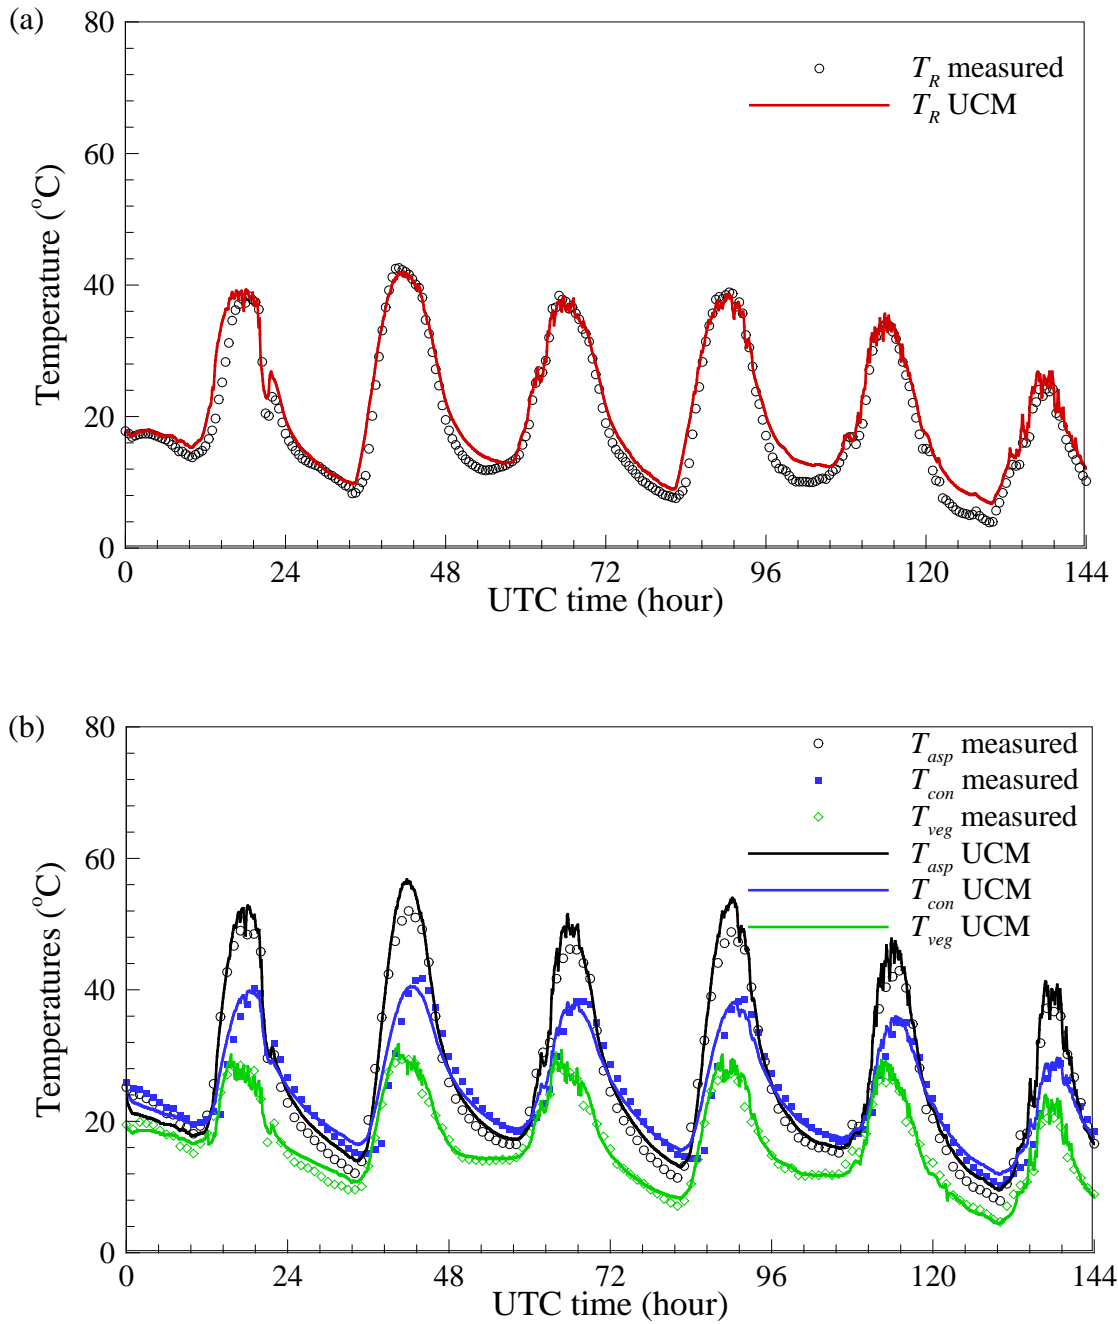 (a)
80
60
40
20
0
Temperature (°C)
T_R measured
T_R UCM
0 24 48 72 96 120 144
UTC time (hour)
(b)
80
60
40
20
0
Temperatures (°C)
T_asp measured
T_con measured
T_veg measured
T_asp UCM
T_con UCM
T_veg UCM
0 24 48 72 96 120 144
UTC time (hour)